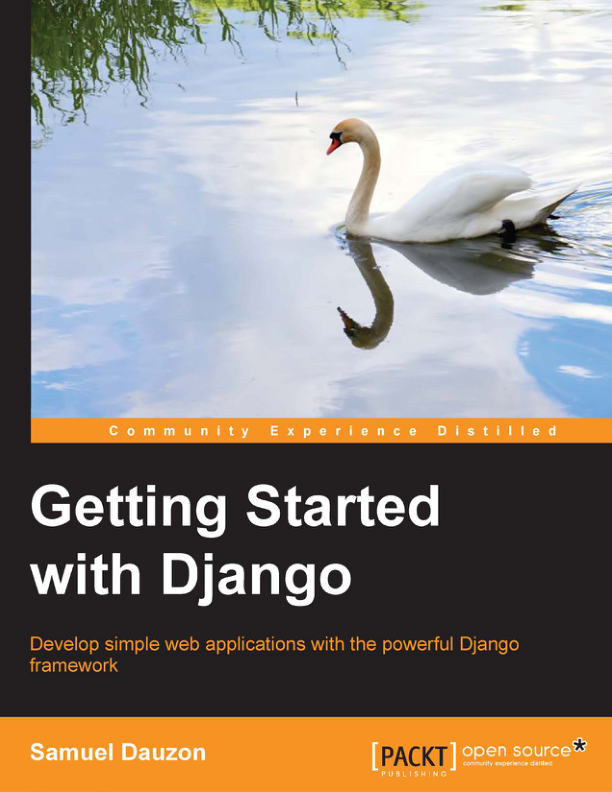 Community Experience Distilled
Getting Started
with Django
Develop simple web applications with the powerful Django
framework
Samuel Dauzon
[PACKT] open source*
PUBLISHING community experience distilled